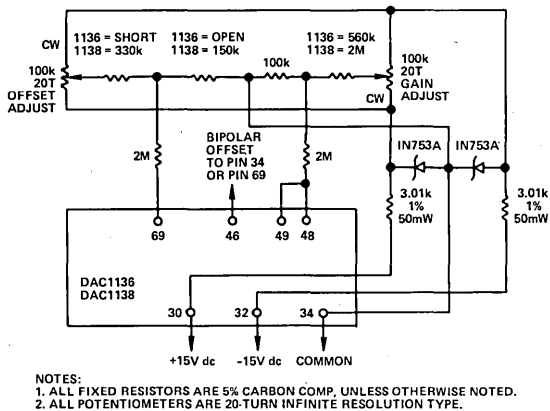 1136 = SHORT
1138 = 330k
1136 = OPEN
1138 = 150k
100k
1136 = 560k
1138 = 2M
CW
100k
20T
OFFSET
ADJUST
100k
20T
GAIN
ADJUST
CW
BIPOLAR
OFFSET
TO PIN 34
OR PIN 69
2M
2M
IN753A
IN753A
3.01k
1%
50mW
3.01k
1%
50mW
69
46
49
48
DAC1136
DAC1138
30
32
34
+15V dc
-15V dc
COMMON
NOTES:
1. ALL FIXED RESISTORS ARE 5% CARBON COMP, UNLESS OTHERWISE NOTED.
2. ALL POTENTIOMETERS ARE 20-TURN INFINITE RESOLUTION TYPE.